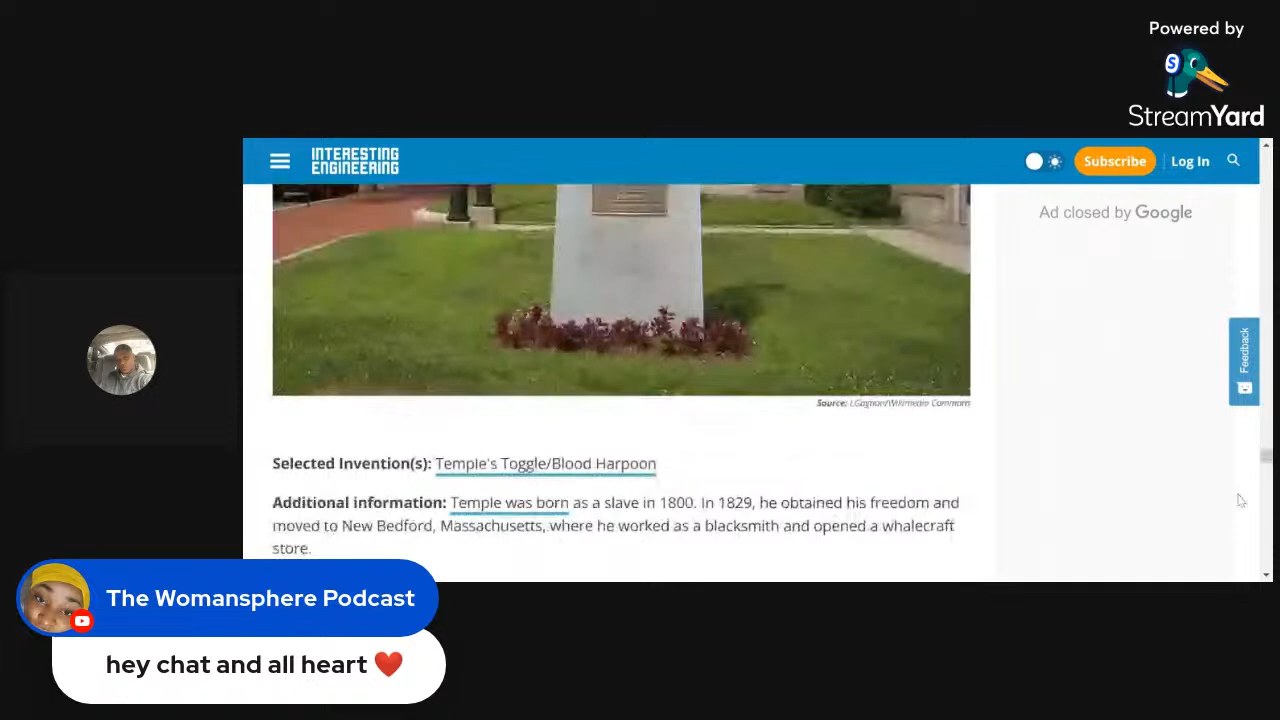 Powered by
StreamYard
INTERESTING
ENGINEERING
Subscribe
Log In
Ad closed by Google
Feedback
Source: LGagnon/Wikimedia Commons
Selected Invention(s): Temple's Toggle/Blood Harpoon
Additional information: Temple was born as a slave in 1800. In 1829, he obtained his freedom and
moved to New Bedford, Massachusetts, where he worked as a blacksmith and opened a whalecraft
store.
The Womansphere Podcast
hey chat and all heart ❤️